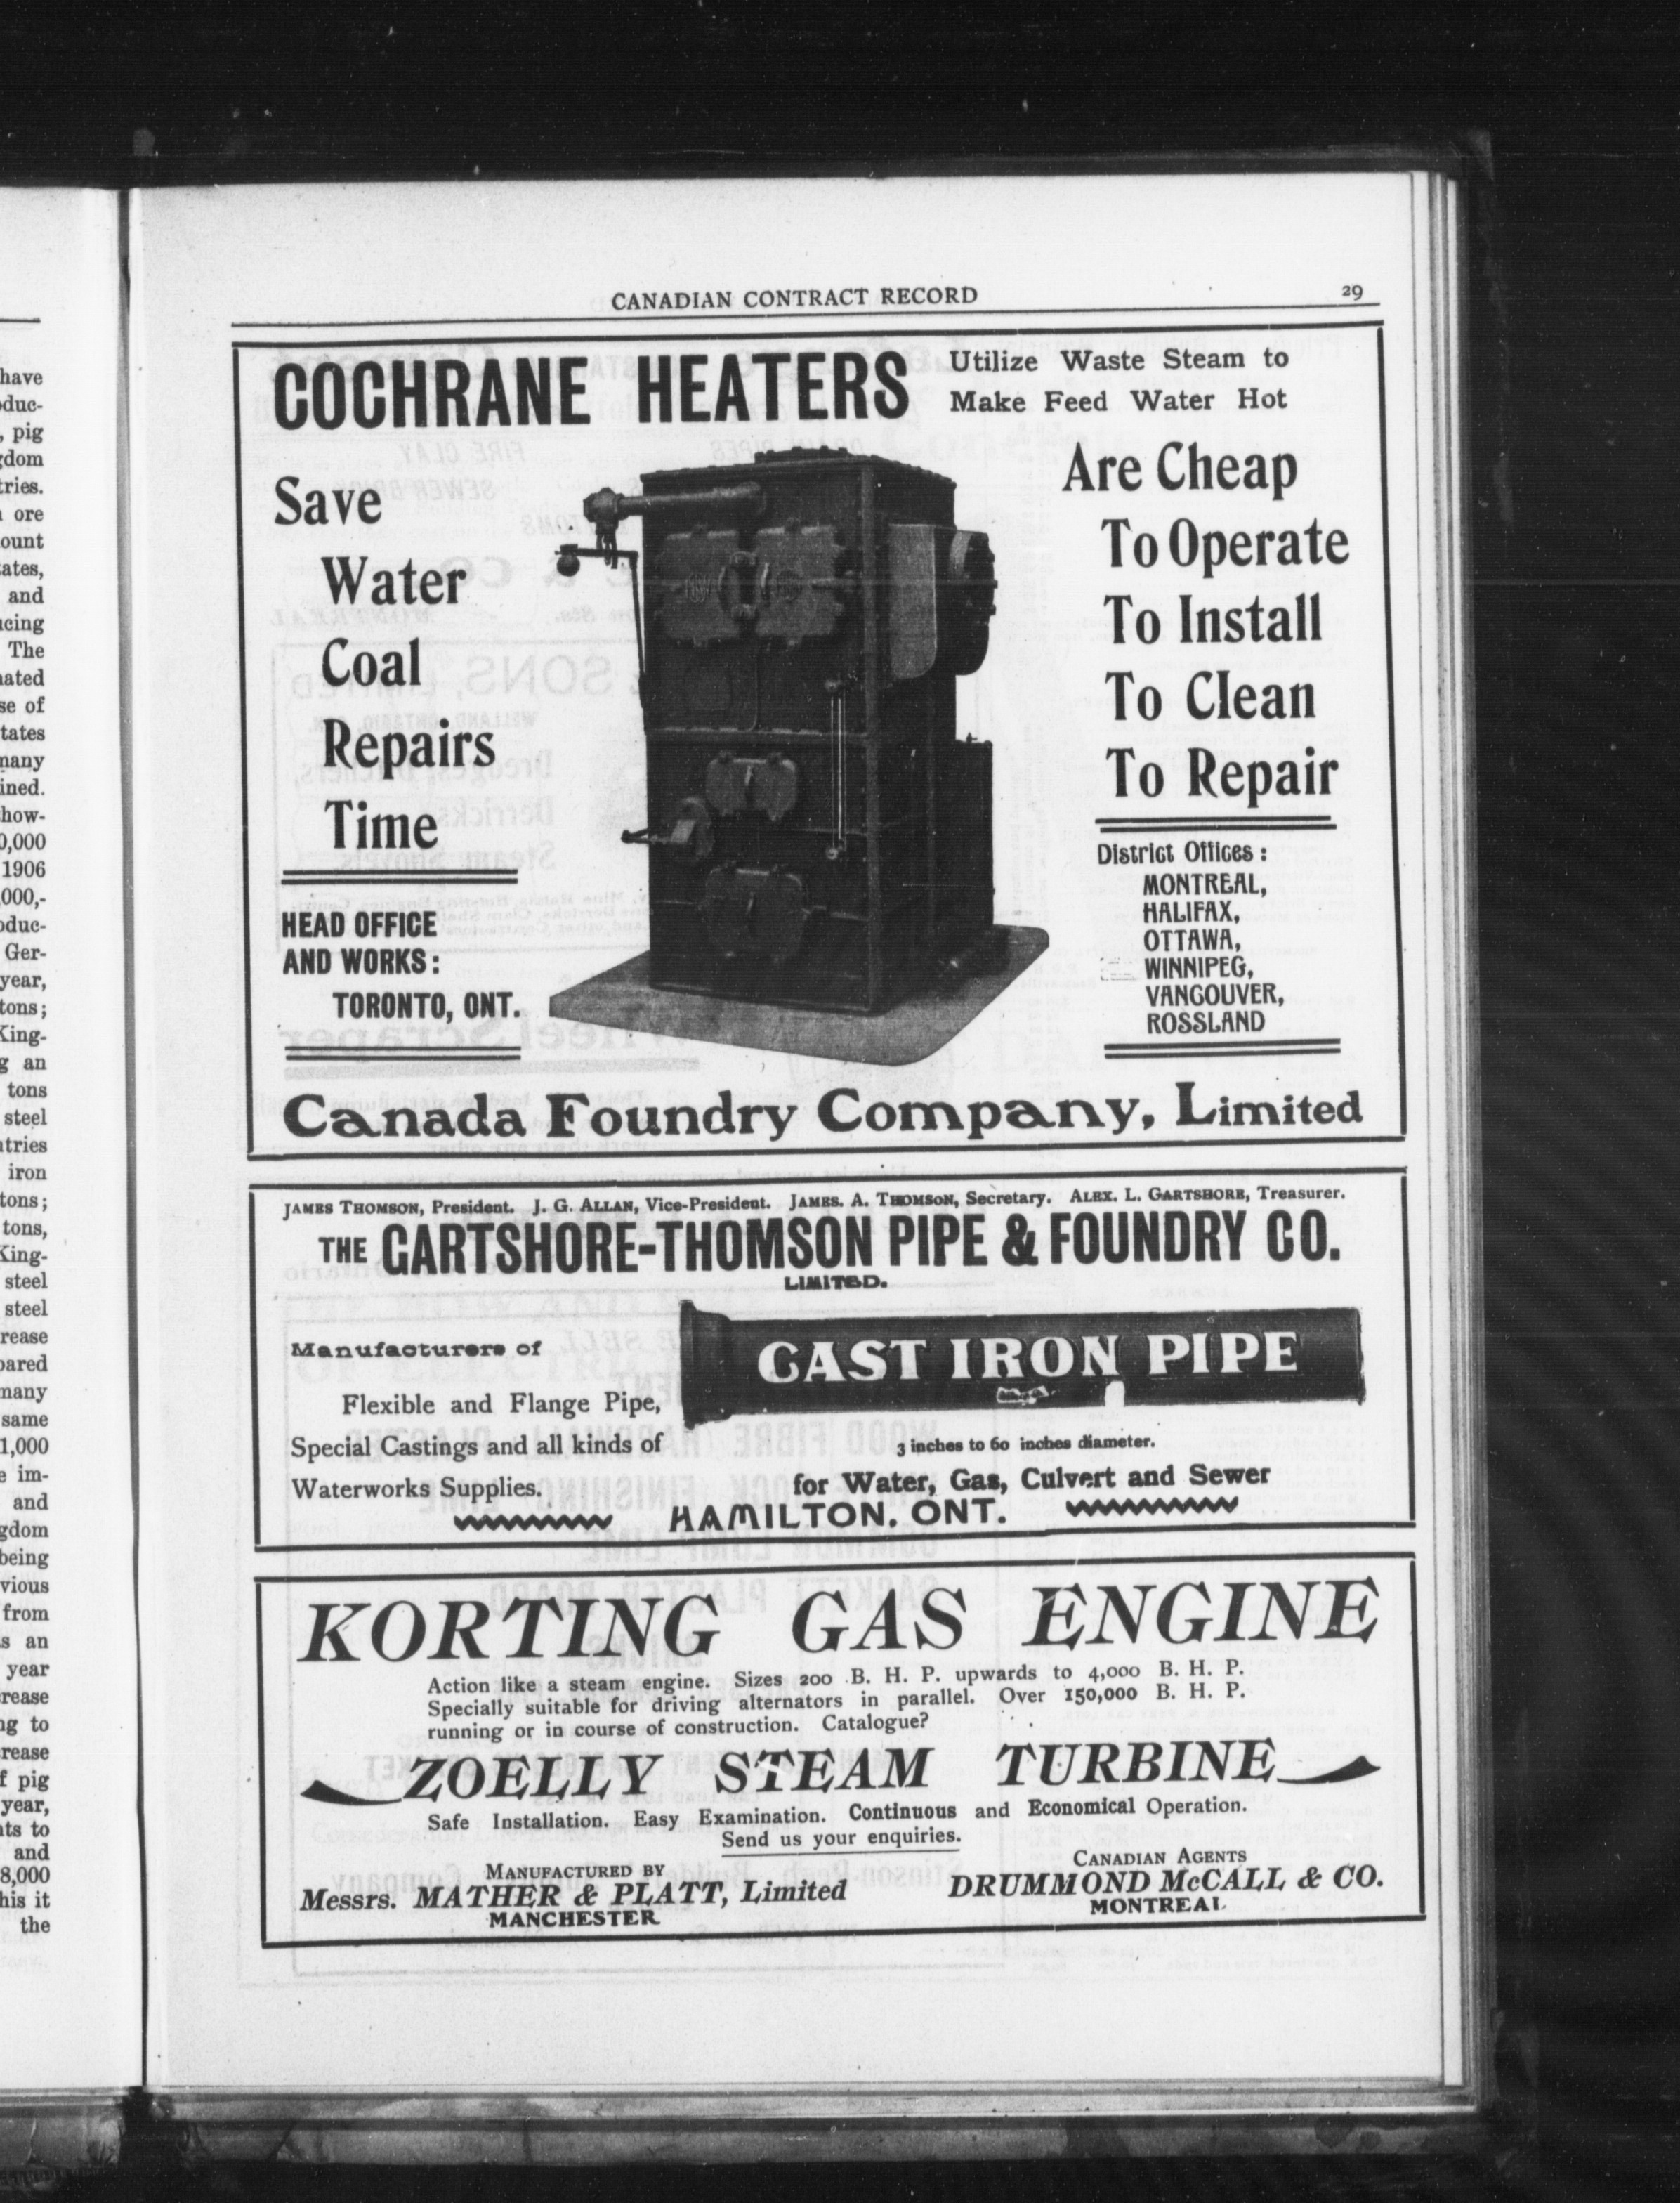 CANADIAN CONTRACT RECORD 29
COCHRANE HEATERS
Utilize Waste Steam to
Make Feed Water Hot
Save
Water
Coal
Repairs
Time
HEAD OFFICE
AND WORKS:
TORONTO, ONT.
Are Cheap
To Operate
To Install
To Clean
To Repair
District Offices:
MONTREAL,
HALIFAX,
OTTAWA,
WINNIPEG,
VANCOUVER,
ROSSLAND
Canada Foundry Company, Limited
JAMES THOMSON, President. J. G. ALLAN, Vice-President. JAMES. A. THOMSON, Secretary. ALEX. L. GARTSHORE, Treasurer.
THE GARTSHORE-THOMSON PIPE & FOUNDRY CO.
LIMITED.
Manufacturers of
CAST IRON PIPE
Flexible and Flange Pipe,
Special Castings and all kinds of
Waterworks Supplies.
3 inches to 60 inches diameter.
for Water, Gas, Culvert and Sewer
HAMILTON, ONT.
KORTING GAS ENGINE
Action like a steam engine. Sizes 200 B. H. P. upwards to 4,000 B. H. P.
Specially suitable for driving alternators in parallel. Over 150,000 B. H. P.
running or in course of construction. Catalogue?
ZOELLY STEAM TURBINE
Safe Installation. Easy Examination. Continuous and Economical Operation.
Send us your enquiries.
MANUFACTURED BY
Messrs. MATHER & PLATT, Limited
MANCHESTER
CANADIAN AGENTS
DRUMMOND McCALL & CO.
MONTREAL